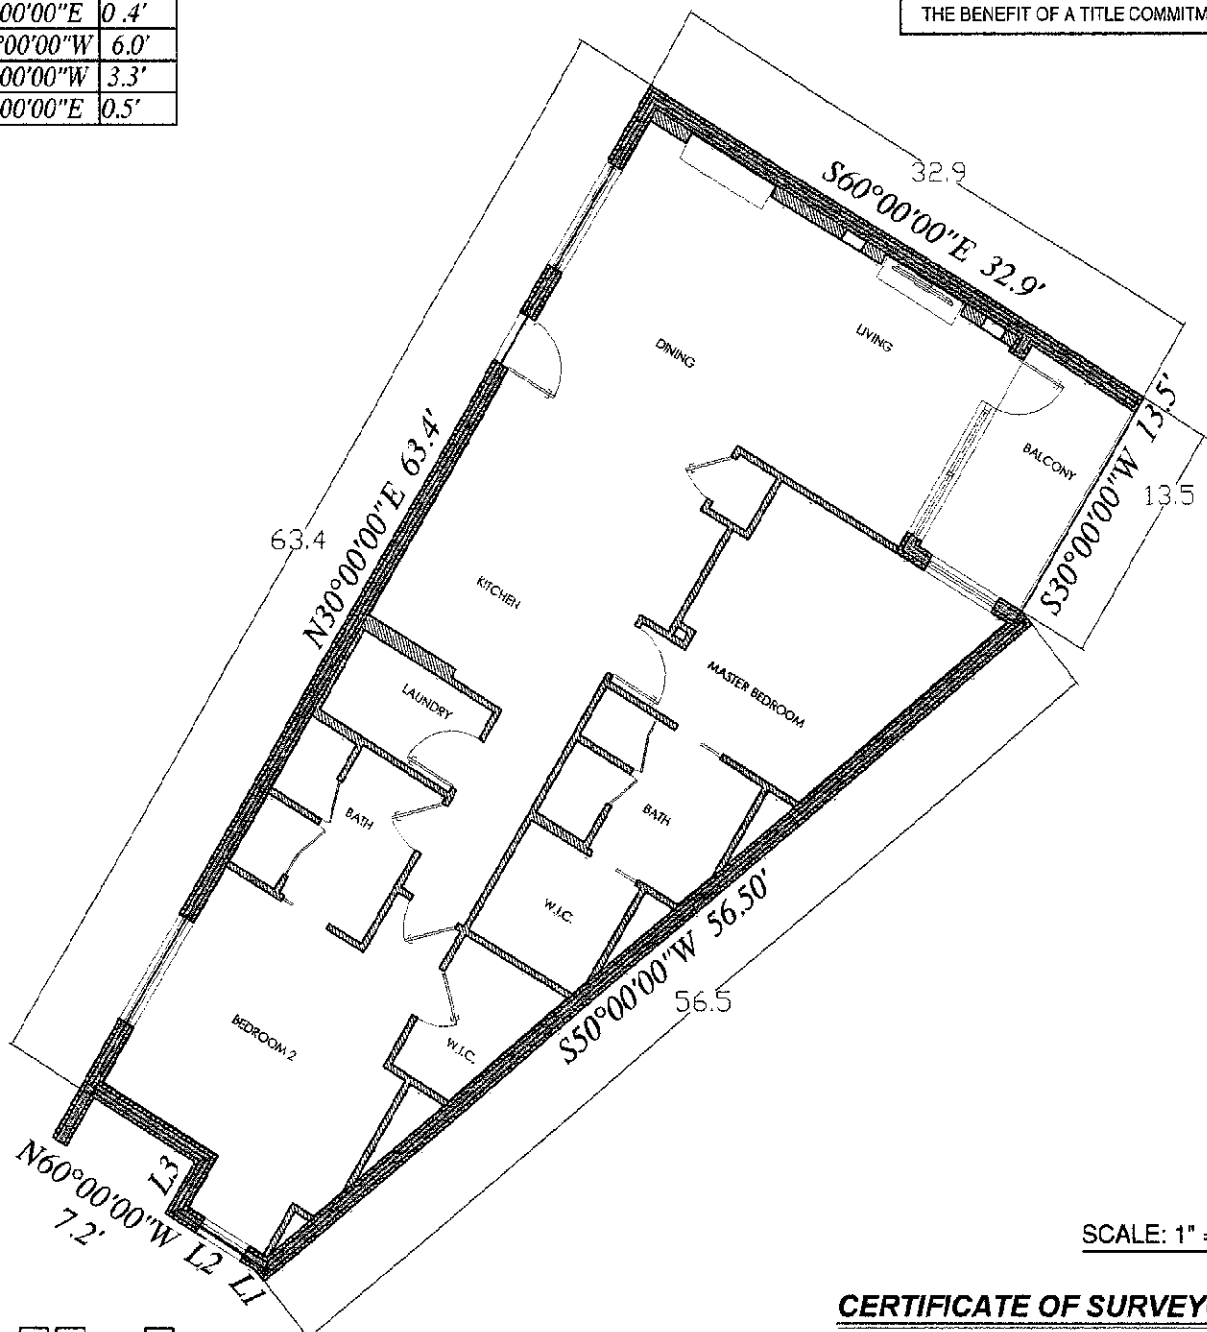 00'00"E 0.4'
°00'00"W 6.0'
00'00"W 3.3'
00'00"E 0.5'
THE BENEFIT OF A TITLE COMMITM
32.9
S60°00'00"E 32.9'
LIVING
DINING
BALCONY
S30°00'00"W 13.5'
13.5
N30°00'00"E 63.4'
63.4
KITCHEN
MASTER BEDROOM
LAUNDRY
BATH
BATH
W.I.C.
S50°00'00"W 56.50'
56.5
BEDROOM 2
W.I.C.
L3
N60°00'00"W
7.2'
L2
L1
SCALE: 1" =
CERTIFICATE OF SURVEYO